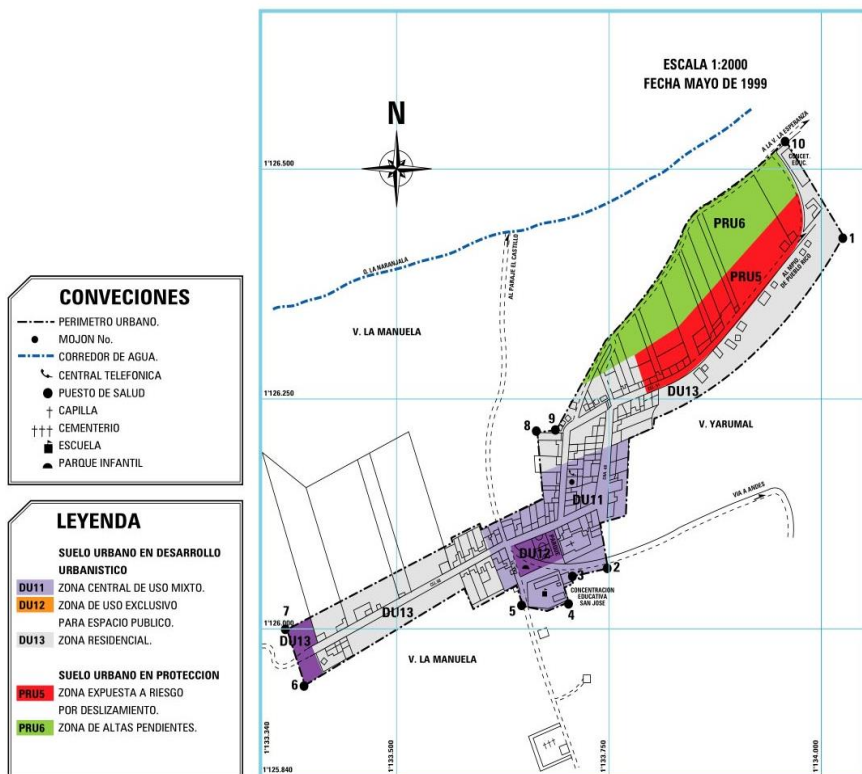 ESCALA 1:2000
FECHA MAYO DE 1999
N
A LA V. LA ESPERANZA
10
CONCET.
EDUC.
1'126.500
PRU6
1
AL MPIO.
DE PUEBLO RICO
PRU5
Q. LA NARANJALA
AL PARAJE EL CASTILLO
V. LA MANUELA
1'126.250
DU13
V. YARUMAL
8
9
DU11
VIA A ANDES
DU12
PARQUE
2
3
CONCENTRACION
EDUCATIVA
SAN JOSE
5
4
DU13
7
1'126.000
DU13
V. LA MANUELA
6
1'133.340
1'133.500
1'133.750
1'134.000
1'125.840
CONVECIONES
PERIMETRO URBANO.
MOJON No.
CORREDOR DE AGUA.
CENTRAL TELEFONICA
PUESTO DE SALUD
CAPILLA
CEMENTERIO
ESCUELA
PARQUE INFANTIL
LEYENDA
SUELO URBANO EN DESARROLLO
URBANISTICO
DU11 ZONA CENTRAL DE USO MIXTO.
DU12 ZONA DE USO EXCLUSIVO
PARA ESPACIO PUBLICO.
DU13 ZONA RESIDENCIAL.
SUELO URBANO EN PROTECCION
PRU5 ZONA EXPUESTA A RIESGO
POR DESLIZAMIENTO.
PRU6 ZONA DE ALTAS PENDIENTES.